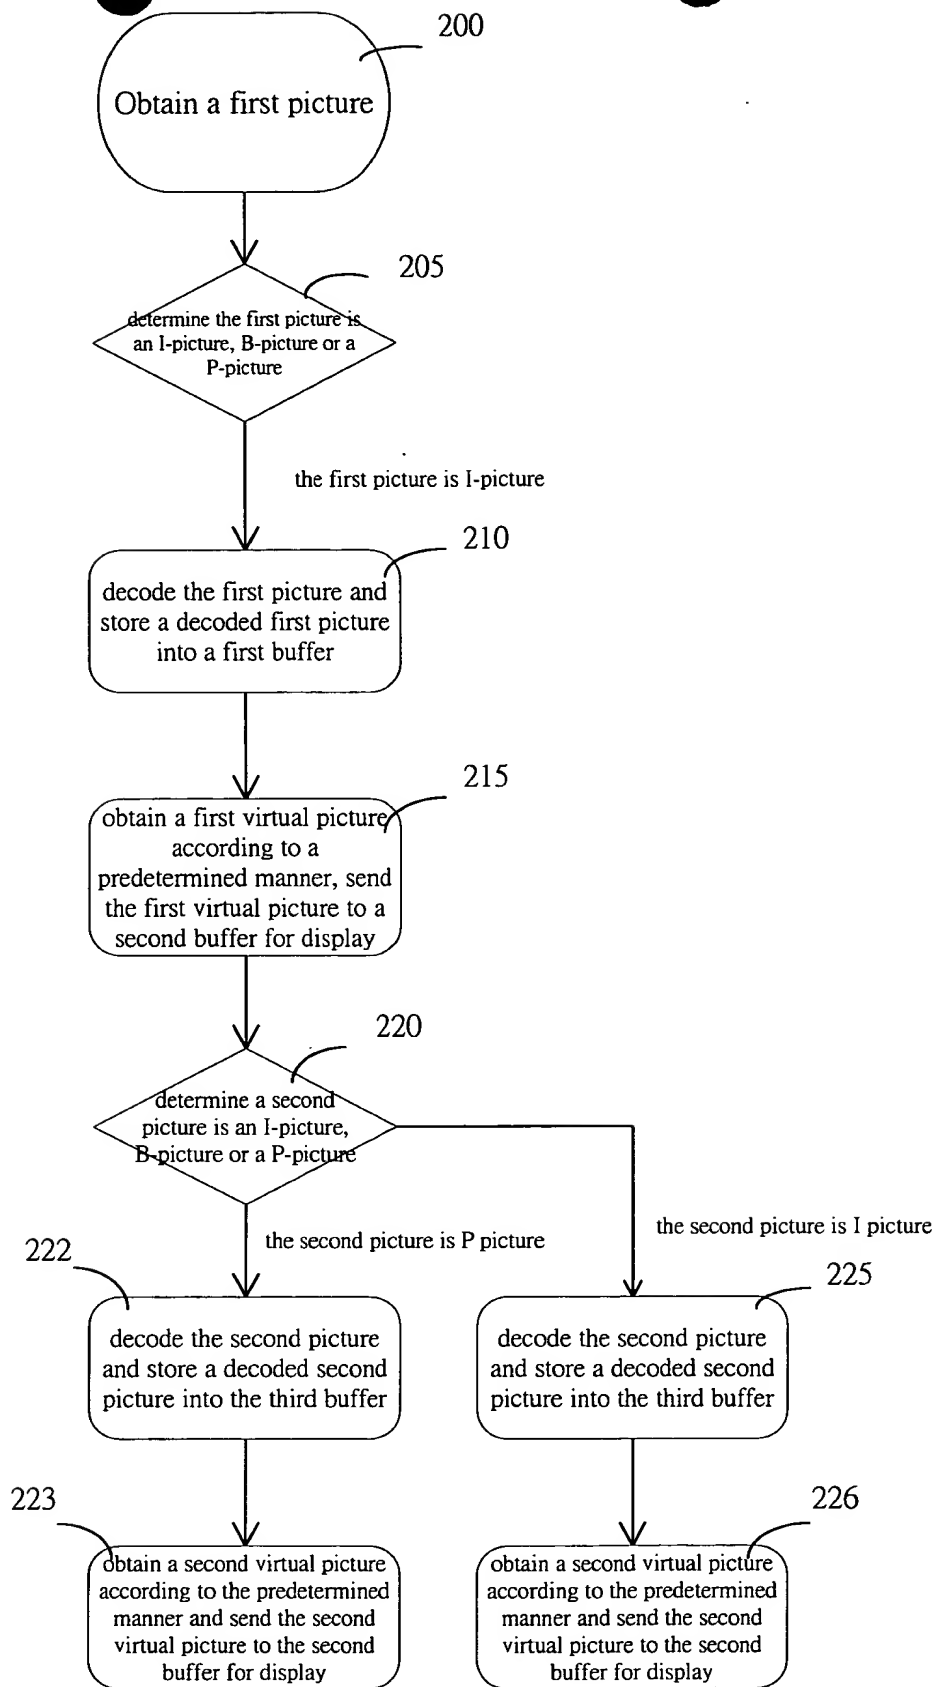 200
Obtain a first picture
205
determine the first picture is
an I-picture, B-picture or a
P-picture
the first picture is I-picture
210
decode the first picture and
store a decoded first picture
into a first buffer
215
obtain a first virtual picture
according to a
predetermined manner, send
the first virtual picture to a
second buffer for display
220
determine a second
picture is an I-picture,
B-picture or a P-picture
the second picture is P picture
the second picture is I picture
222
decode the second picture
and store a decoded second
picture into the third buffer
225
decode the second picture
and store a decoded second
picture into the third buffer
223
obtain a second virtual picture
according to the predetermined
manner and send the second
virtual picture to the second
buffer for display
226
obtain a second virtual picture
according to the predetermined
manner and send the second
virtual picture to the second
buffer for display